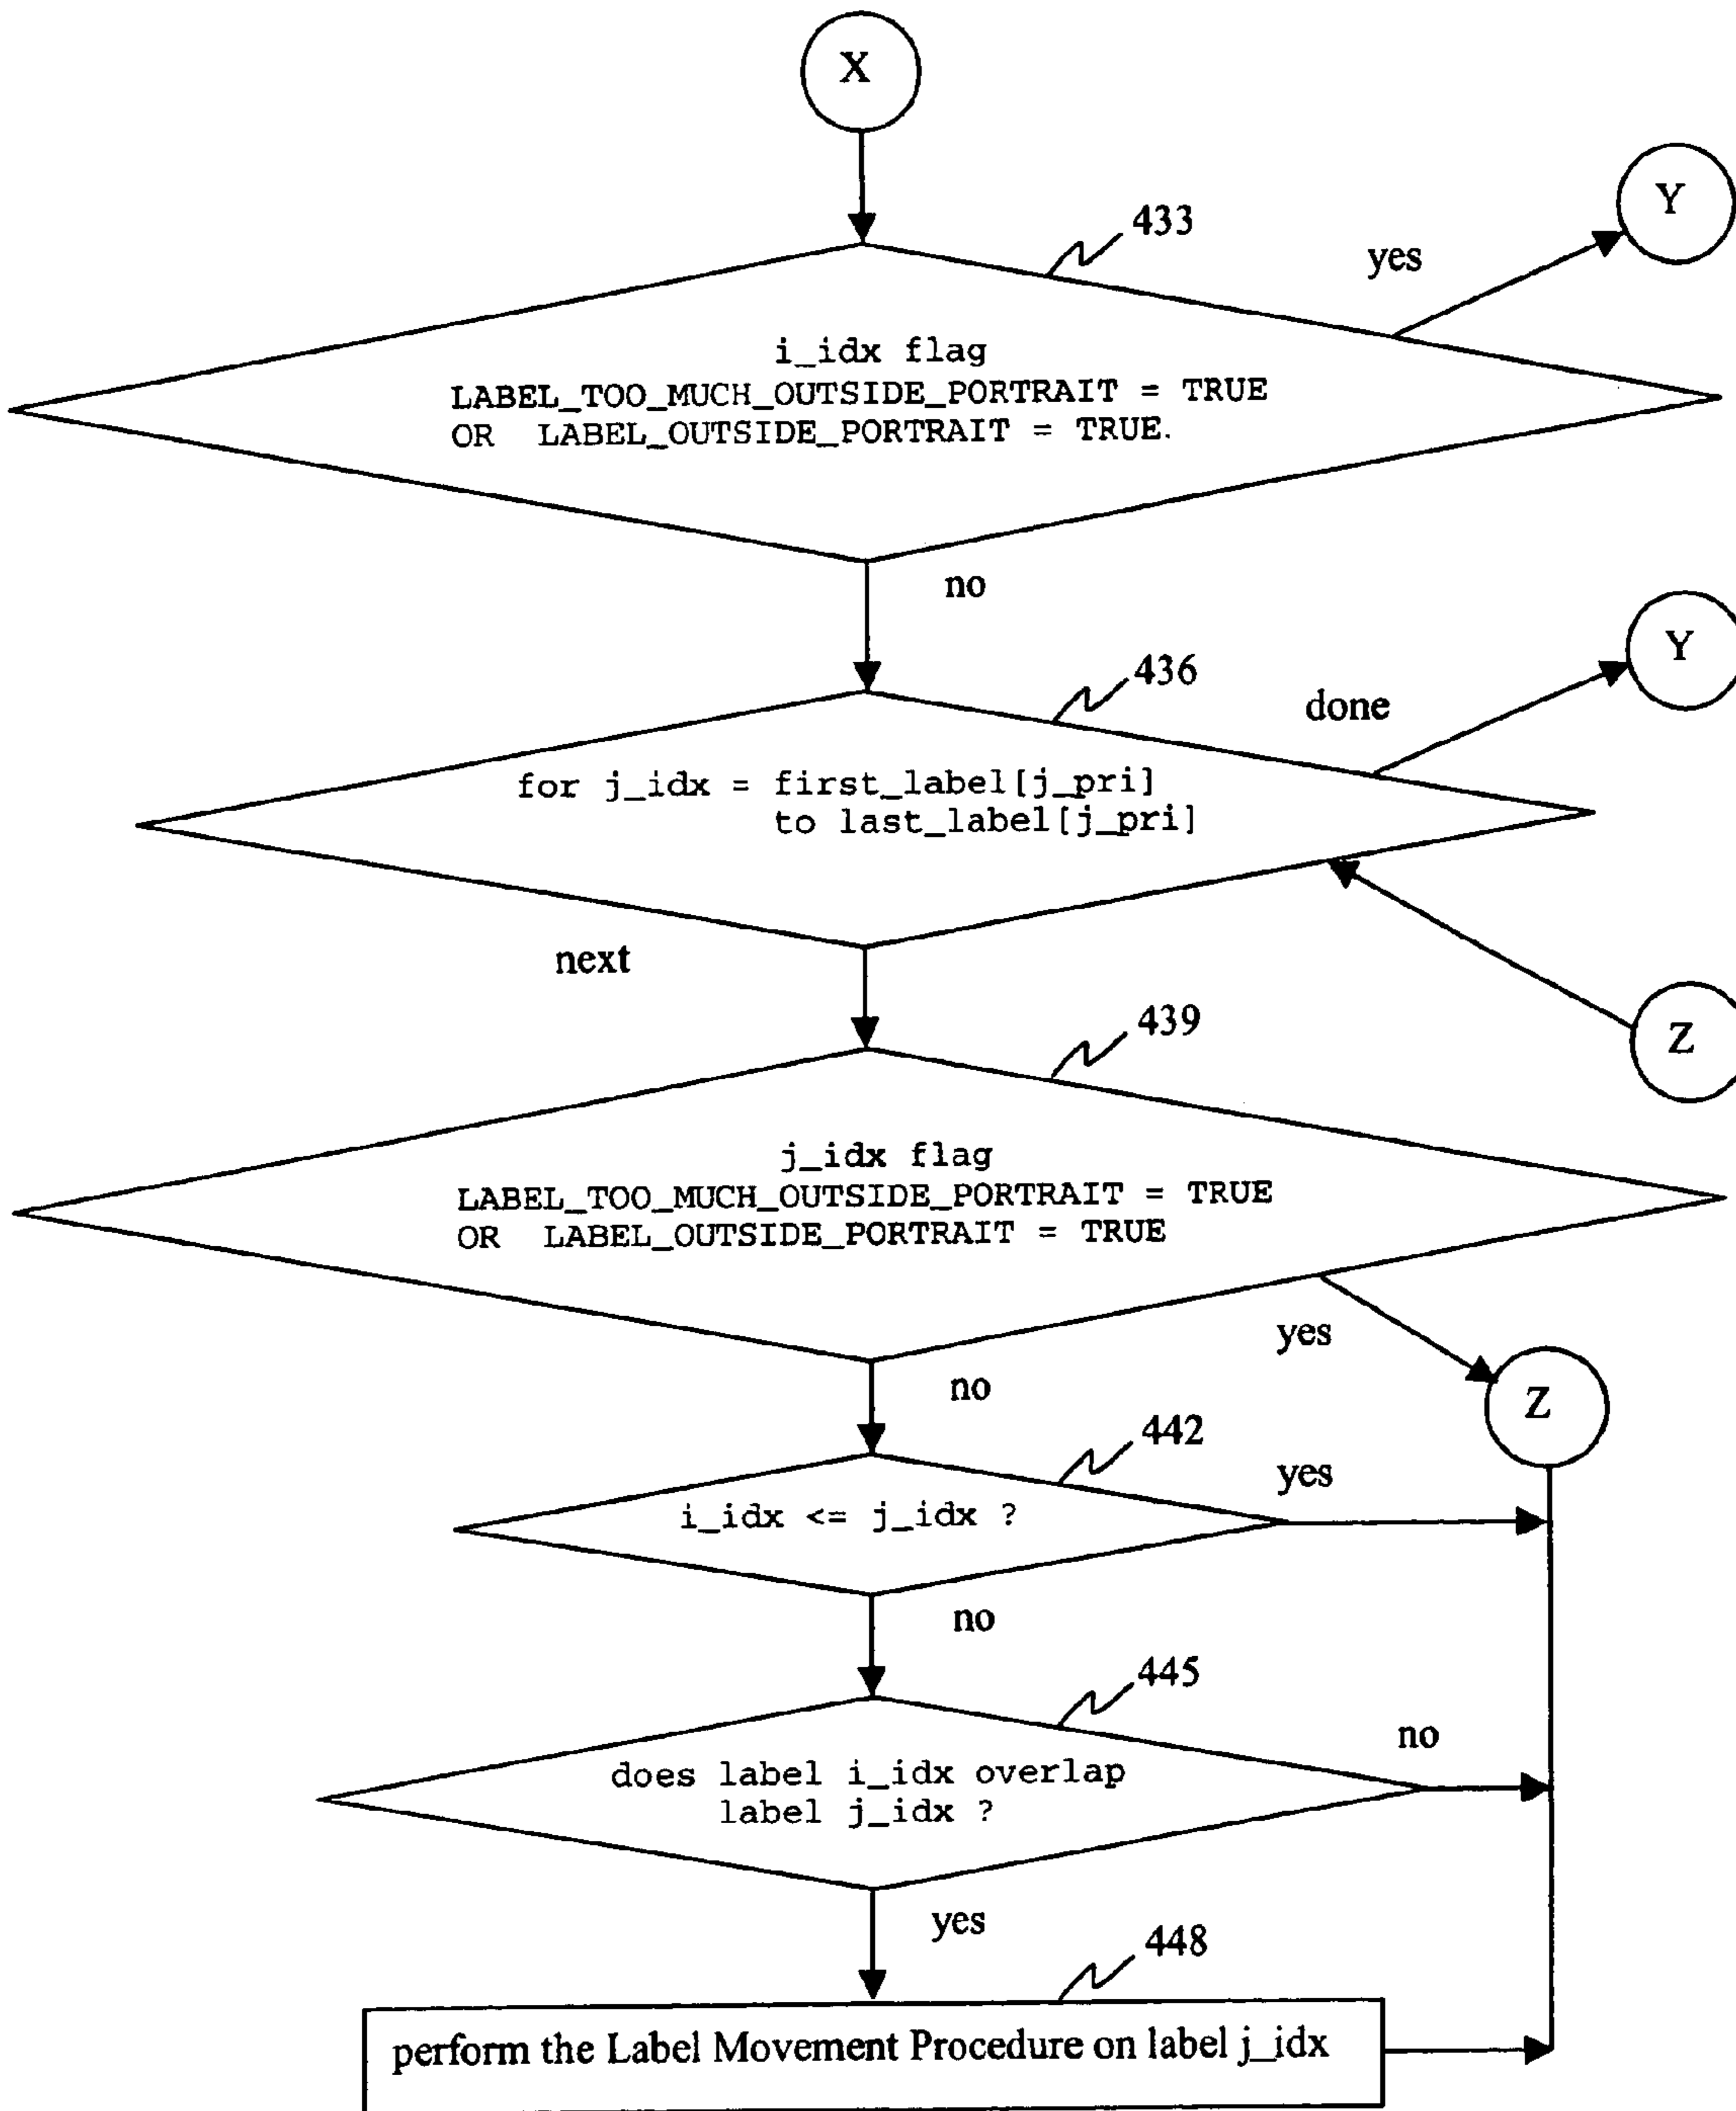 X
433
yes
Y
i_idx flag
LABEL_TOO_MUCH_OUTSIDE_PORTRAIT = TRUE
OR LABEL_OUTSIDE_PORTRAIT = TRUE.
no
436
done
Y
for j_idx = first_label[j_pri]
to last_label[j_pri]
next
Z
439
j_idx flag
LABEL_TOO_MUCH_OUTSIDE_PORTRAIT = TRUE
OR LABEL_OUTSIDE_PORTRAIT = TRUE
yes
no
Z
442
yes
i_idx <= j_idx ?
no
445
no
does label i_idx overlap
label j_idx ?
yes
448
perform the Label Movement Procedure on label j_idx